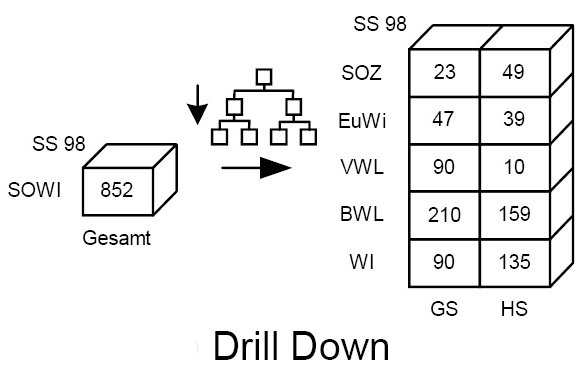 SS 98
SOWI 852
Gesamt
SS 98
SOZ 23 49
EuWi 47 39
VWL 90 10
BWL 210 159
WI 90 135
GS HS
Drill Down